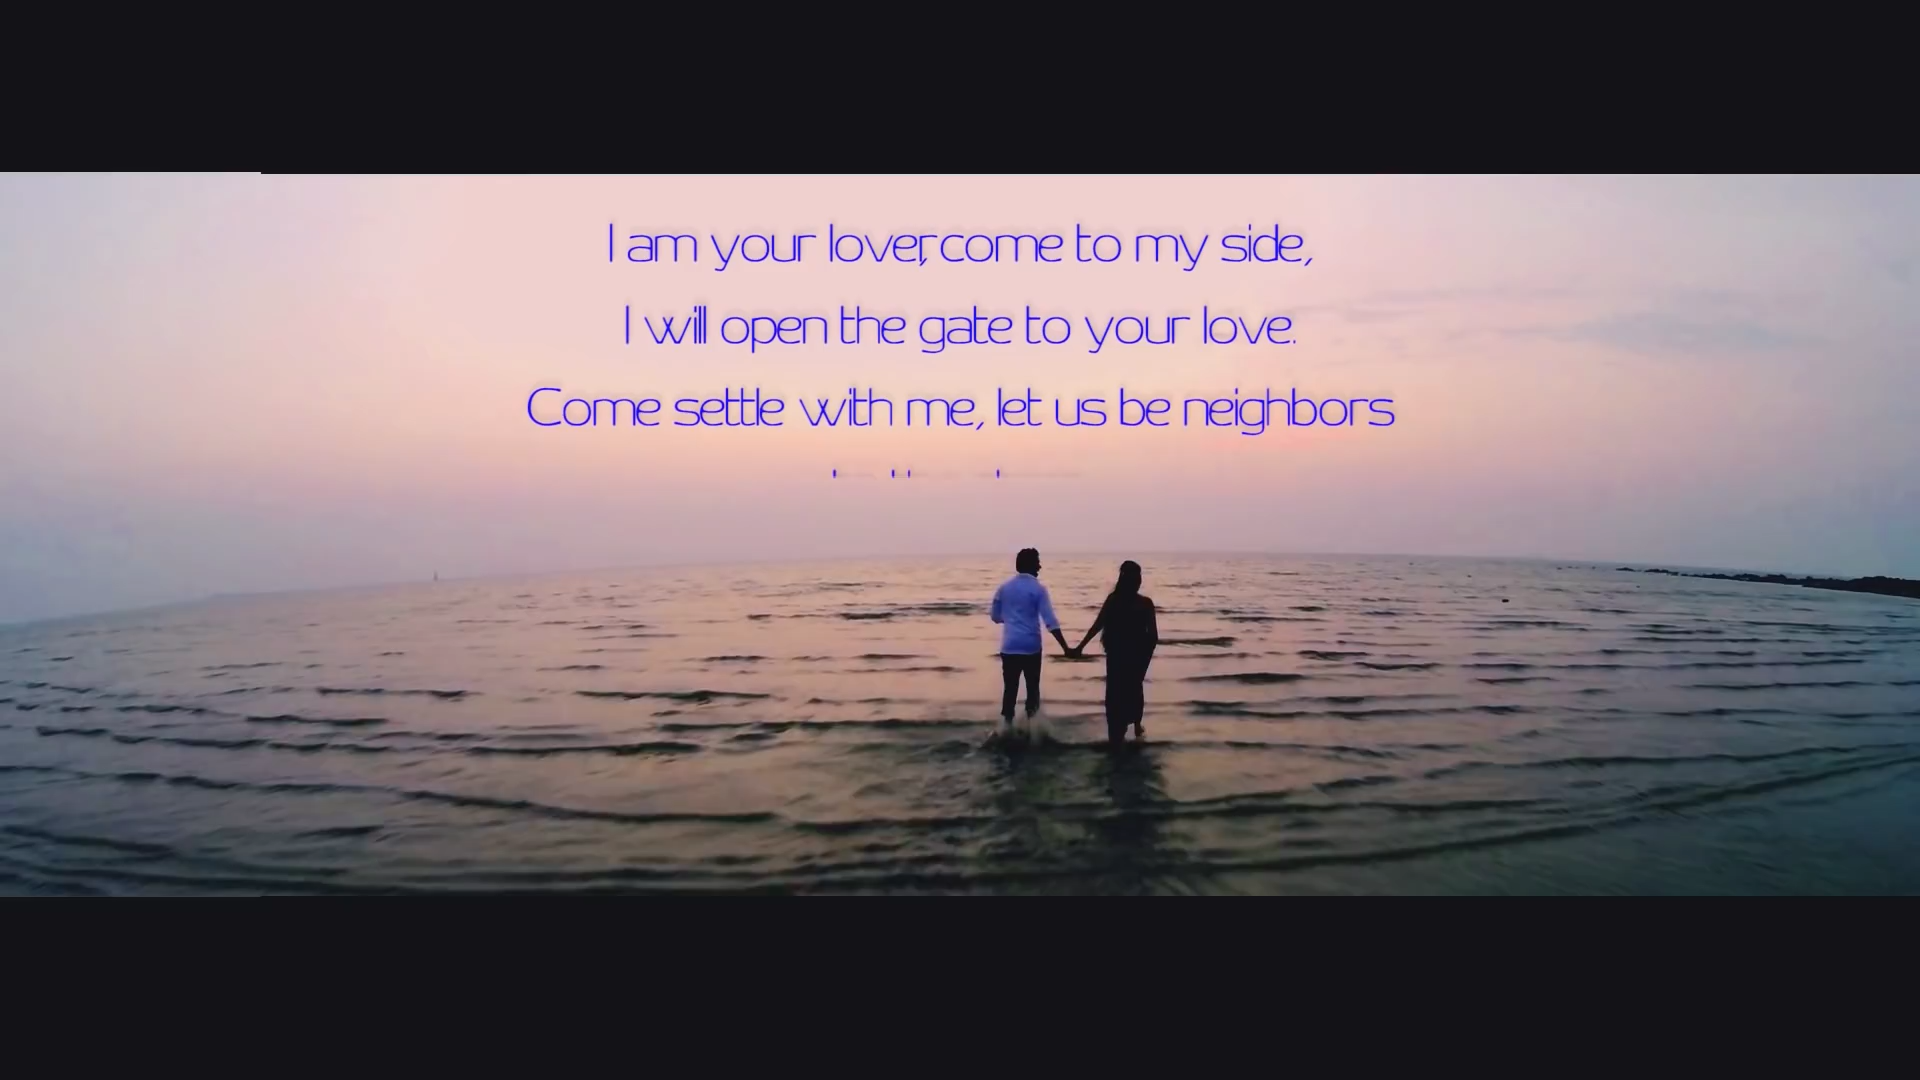 I am your lover, come to my side,
I will open the gate to your love.
Come settle with me, let us be neighbors